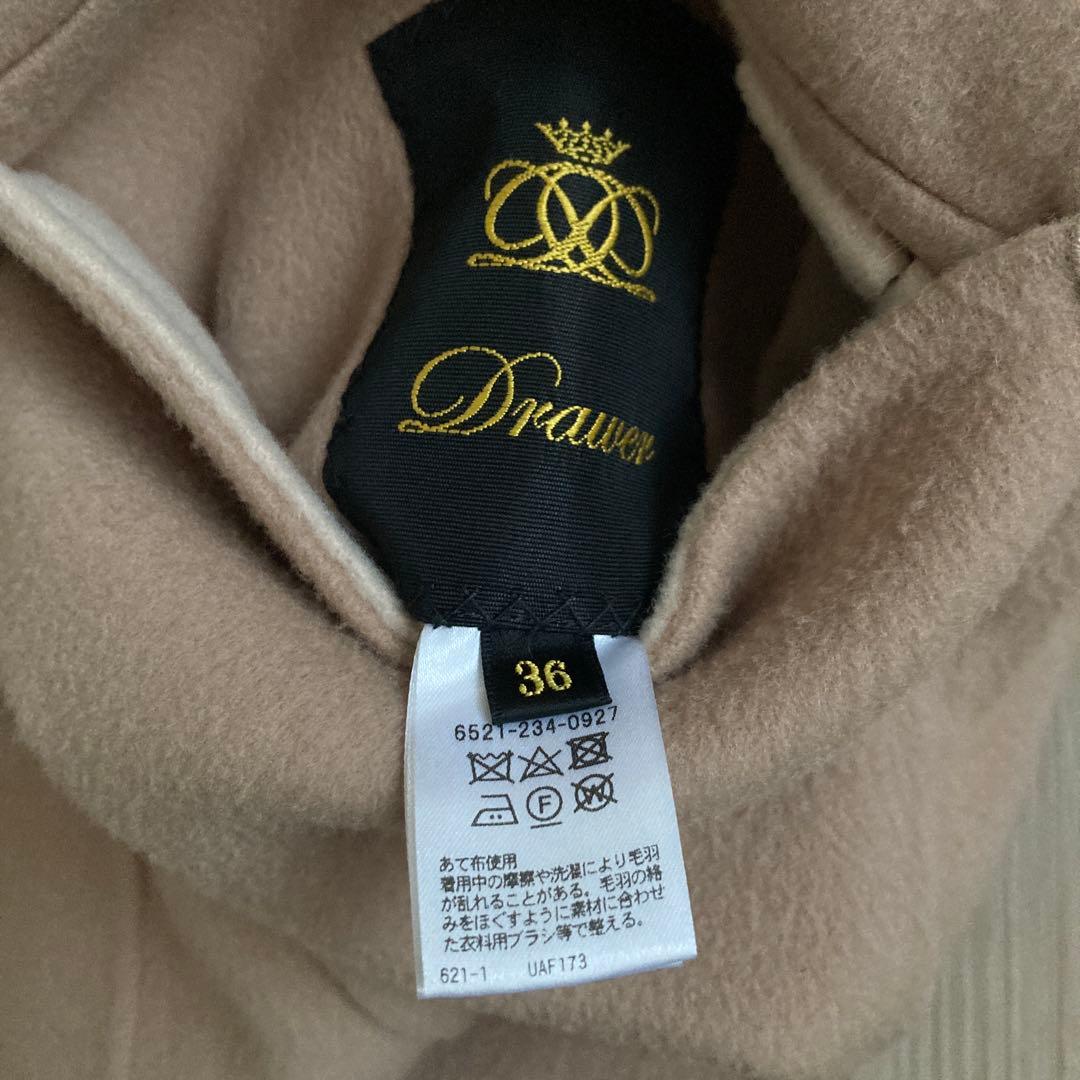 Drawer
36
6521-234-0927
F
W
あて布使用
着用中の摩擦や洗濯により毛羽
が乱れることがある。毛羽の絡
みをほぐすように素材に合わせ
た衣料用ブラシ等で整える。
621-1 UAF173